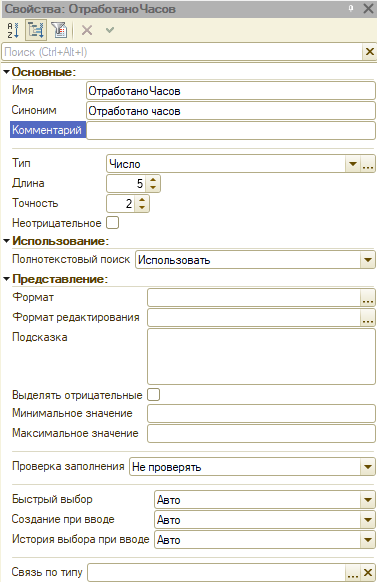 Свойства: ОтработаноЧасов
Поиск (Ctrl+Alt+I)
Основные:
Имя ОтработаноЧасов
Синоним Отработано часов
Комментарий
Тип Число
Длина 5
Точность 2
Неотрицательное
Использование:
Полнотекстовый поиск Использовать
Представление:
Формат
Формат редактирования
Подсказка
Выделять отрицательные
Минимальное значение
Максимальное значение
Проверка заполнения Не проверять
Быстрый выбор Авто
Создание при вводе Авто
История выбора при вводе Авто
Связь по типу